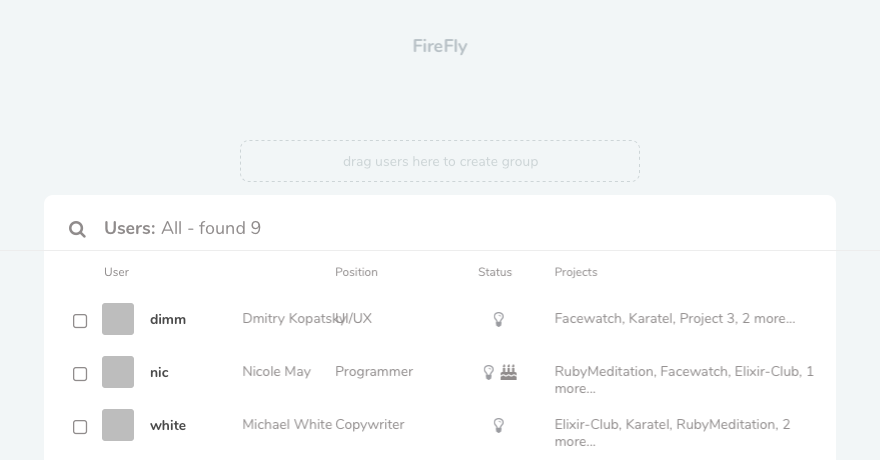 FireFly
drag users here to create group
Users: All - found 9
User Position Status Projects
dimm Dmitry Kopatskyi UI/UX Facewatch, Karatel, Project 3, 2 more...
nic Nicole May Programmer RubyMeditation, Facewatch, Elixir-Club, 1
more...
white Michael White Copywriter Elixir-Club, Karatel, RubyMeditation, 2
more...